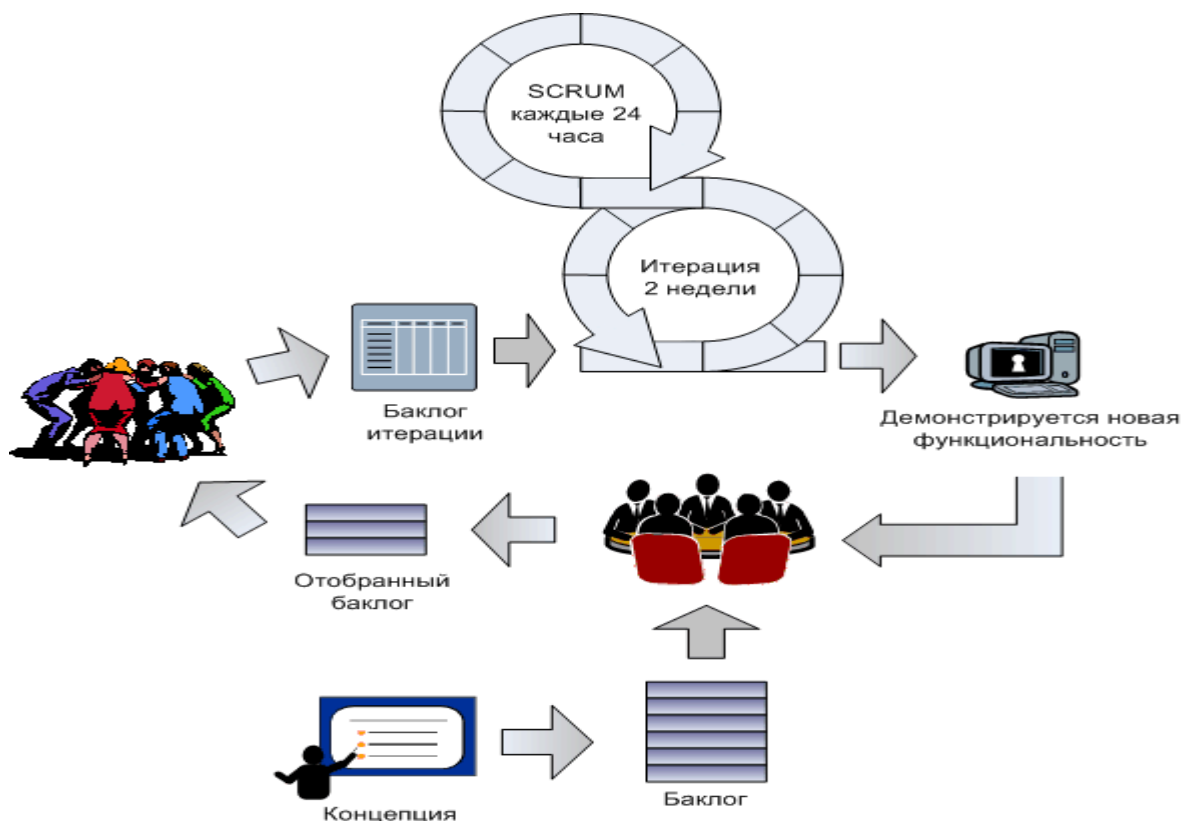 SCRUM
каждые 24
часа
Итерация
2 недели
Баклог
итерации
Демонстрируется новая
функциональность
Отобранный
баклог
Концепция
Баклог